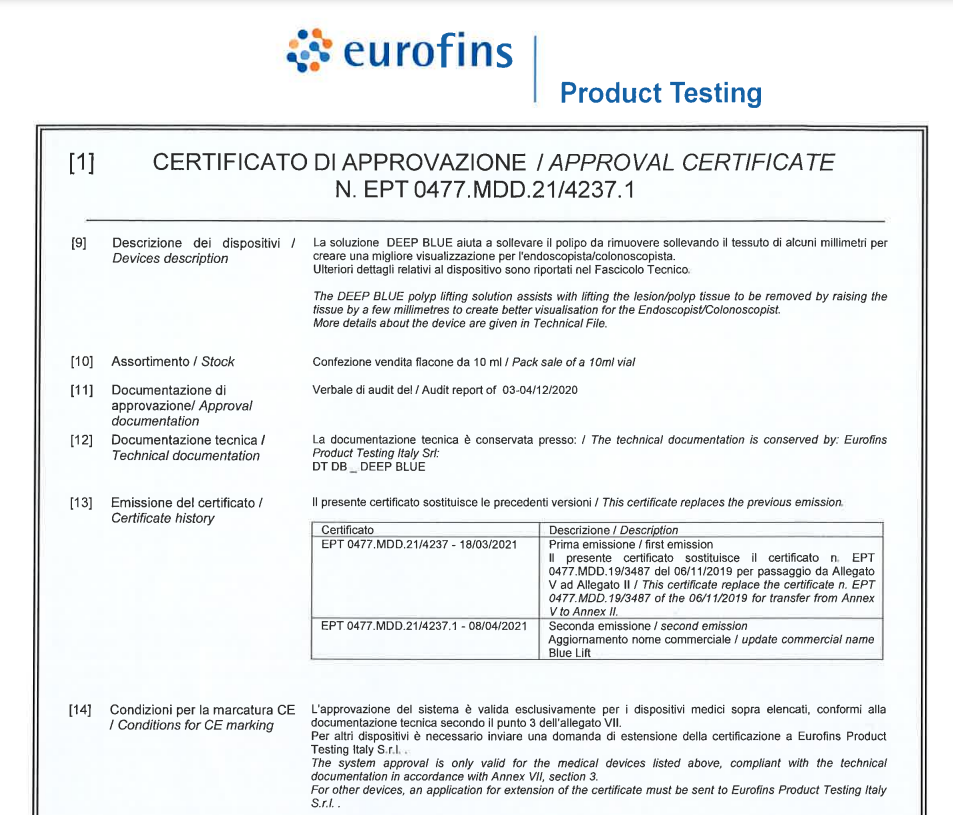 eurofins
Product Testing
[1] CERTIFICATO DI APPROVAZIONE / APPROVAL CERTIFICATE
N. EPT 0477.MDD.21/4237.1
[9] Descrizione dei dispositivi /
Devices description
La soluzione DEEP BLUE aiuta a sollevare il polipo da rimuovere sollevando il tessuto di alcuni millimetri per
creare una migliore visualizzazione per l'endoscopista/colonoscopista.
Ulteriori dettagli relativi al dispositivo sono riportati nel Fascicolo Tecnico.
The DEEP BLUE polyp lifting solution assists with lifting the lesion/polyp tissue to be removed by raising the
tissue by a few millimetres to create better visualisation for the Endoscopist/Colonoscopist.
More details about the device are given in Technical File.
[10] Assortimento / Stock
Confezione vendita flacone da 10 ml / Pack sale of a 10ml vial
[11] Documentazione di
approvazione/ Approval
documentation
Verbale di audit del / Audit report of 03-04/12/2020
[12] Documentazione tecnica /
Technical documentation
La documentazione tecnica è conservata presso: / The technical documentation is conserved by: Eurofins
Product Testing Italy Srl:
DT DB _ DEEP BLUE
[13] Emissione del certificato /
Certificate history
Il presente certificato sostituisce le precedenti versioni / This certificate replaces the previous emission.
Certificato
Descrizione / Description
EPT 0477.MDD.21/4237 - 18/03/2021
Prima emissione / first emission
Il presente certificato sostituisce il certificato n. EPT
0477.MDD.19/3487 del 06/11/2019 per passaggio da Allegato
V ad Allegato II / This certificate replace the certificate n. EPT
0477.MDD.19/3487 of the 06/11/2019 for transfer from Annex
V to Annex II.
EPT 0477.MDD.21/4237.1 - 08/04/2021
Seconda emissione / second emission
Aggiornamento nome commerciale / update commercial name
Blue Lift
[14] Condizioni per la marcatura CE
/ Conditions for CE marking
L'approvazione del sistema è valida esclusivamente per i dispositivi medici sopra elencati, conformi alla
documentazione tecnica secondo il punto 3 dell'allegato VII.
Per altri dispositivi è necessario inviare una domanda di estensione della certificazione a Eurofins Product
Testing Italy S.r.l. .
The system approval is only valid for the medical devices listed above, compliant with the technical
documentation in accordance with Annex VII, section 3.
For other devices, an application for extension of the certificate must be sent to Eurofins Product Testing Italy
S.r.l. .